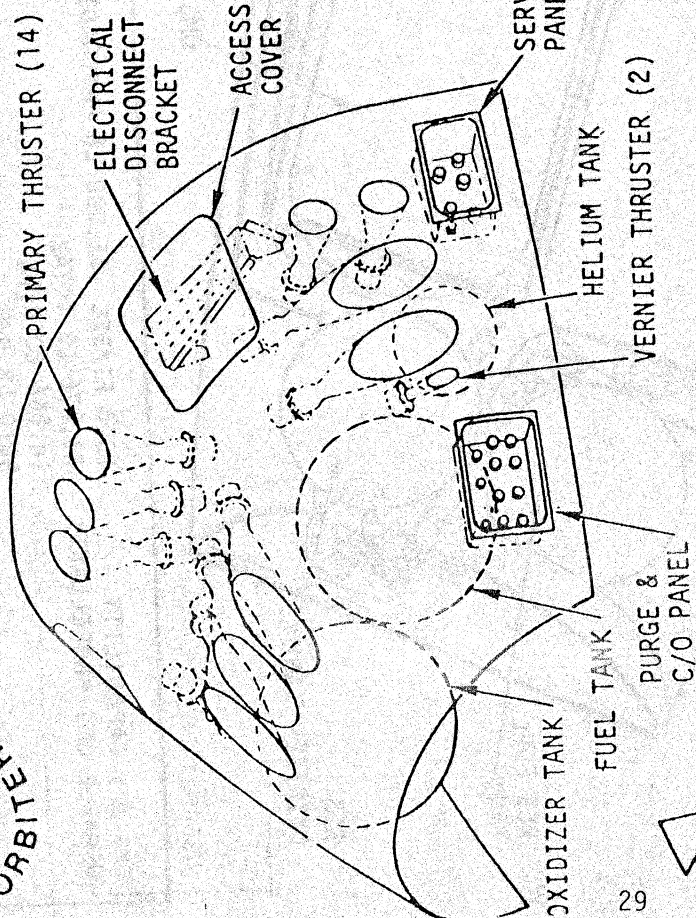 ORBITER
PRIMARY THRUSTER (14)
ELECTRICAL
DISCONNECT
BRACKET
ACCESS
COVER
HELIUM TANK
VERNIER THRUSTER (2)
PURGE &
C/O PANEL
FUEL TANK
OXIDIZER TANK
29